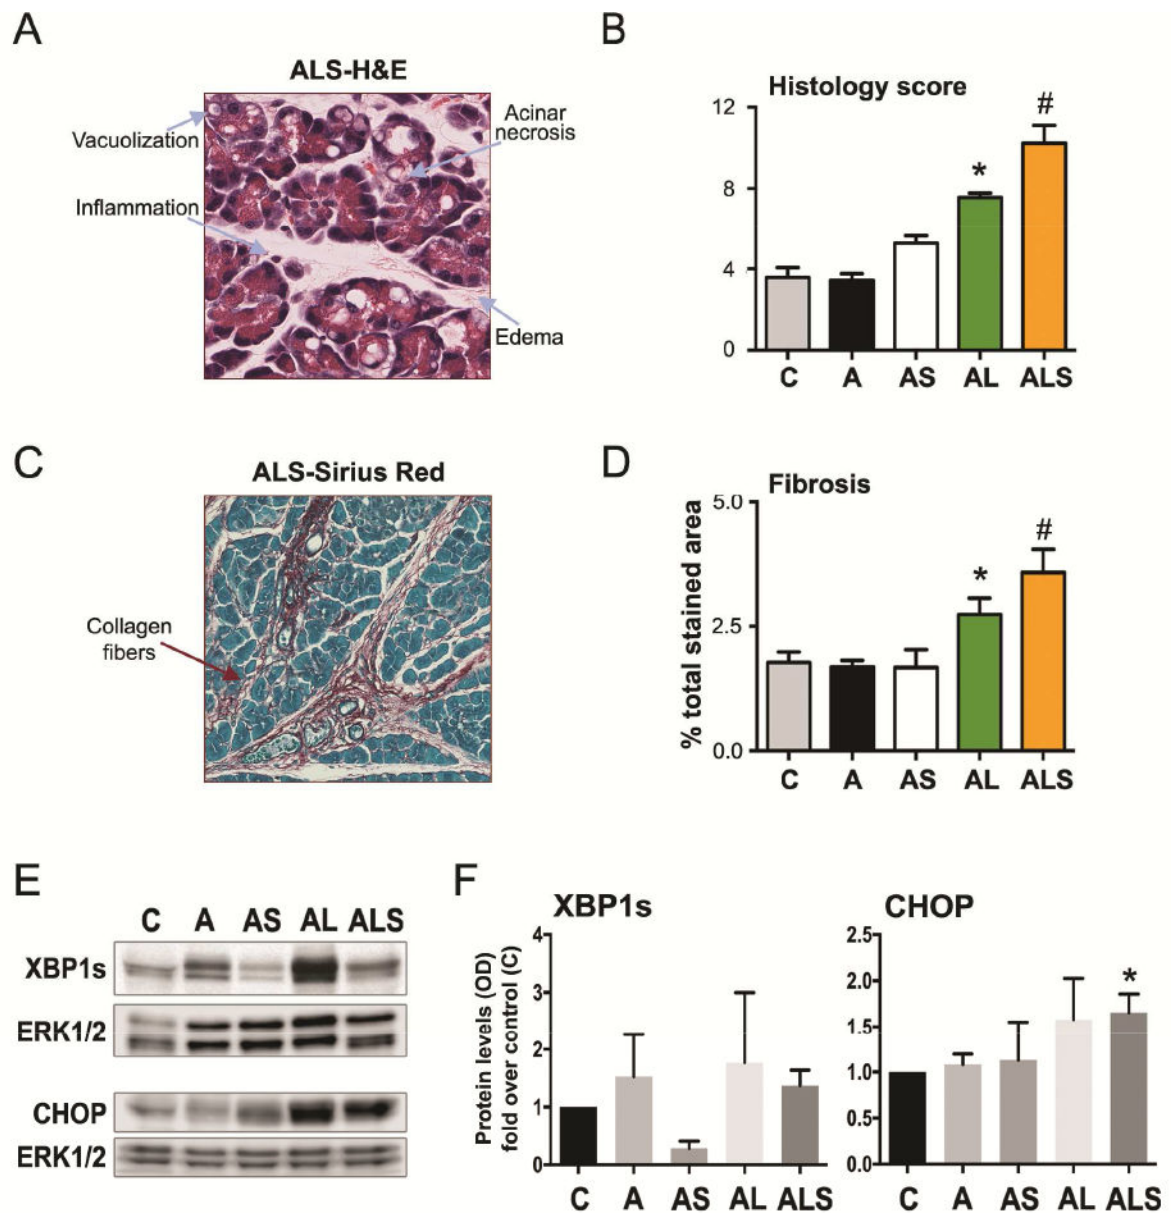 A
ALS-H&E
Vacuolization
Acinar
necrosis
Inflammation
Edema
B
Histology score
12
8
4
0
*
#
C A AS AL ALS
C
ALS-Sirius Red
Collagen
fibers
D
Fibrosis
% total stained area
5.0
2.5
0.0
*
#
C A AS AL ALS
E
C A AS AL ALS
XBP1s
ERK1/2
CHOP
ERK1/2
F
XBP1s
Protein levels (OD)
fold over control (C)
4
3
2
1
0
C A AS AL ALS
CHOP
2.5
2.0
1.5
1.0
0.5
0.0
*
C A AS AL ALS